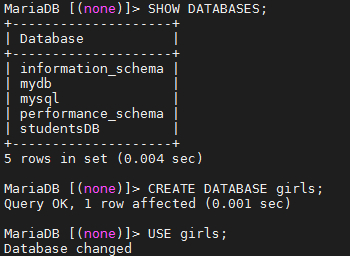 MariaDB [(none)]> SHOW DATABASES;
+--------------------+
| Database           |
+--------------------+
| information_schema |
| mydb               |
| mysql              |
| performance_schema |
| studentsDB         |
+--------------------+
5 rows in set (0.004 sec)
MariaDB [(none)]> CREATE DATABASE girls;
Query OK, 1 row affected (0.001 sec)
MariaDB [(none)]> USE girls;
Database changed